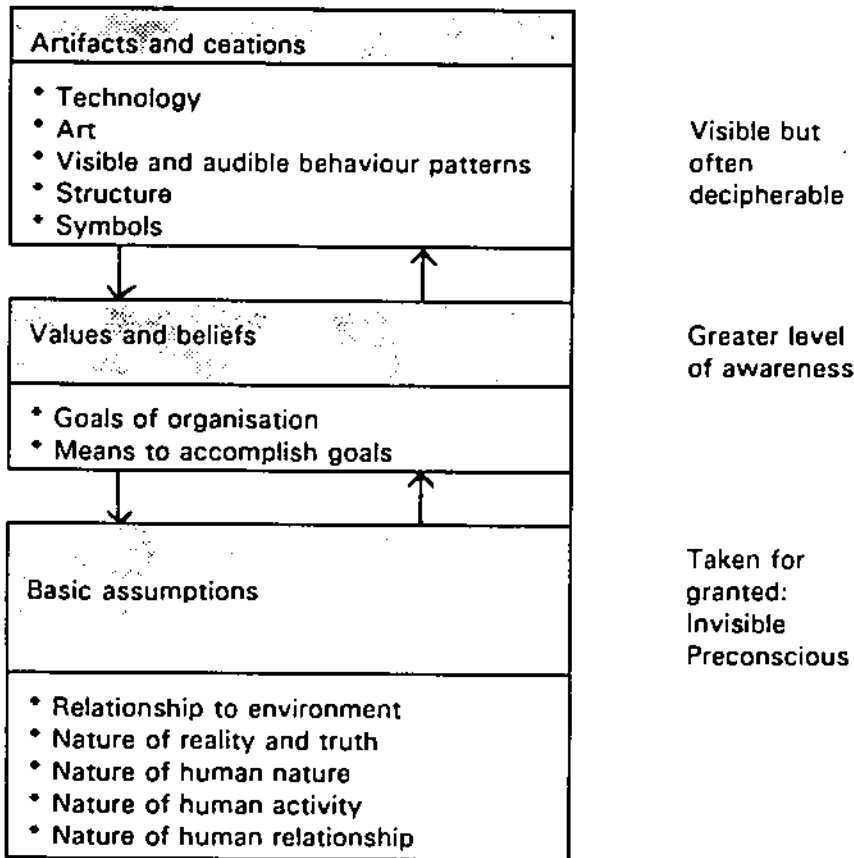 Artifacts and ceations
* Technology
* Art
* Visible and audible behaviour patterns
* Structure
* Symbols
Visible but
often
decipherable
Values and beliefs
* Goals of organisation
* Means to accomplish goals
Greater level
of awareness
Basic assumptions
* Relationship to environment
* Nature of reality and truth
* Nature of human nature
* Nature of human activity
* Nature of human relationship
Taken for
granted:
Invisible
Preconscious